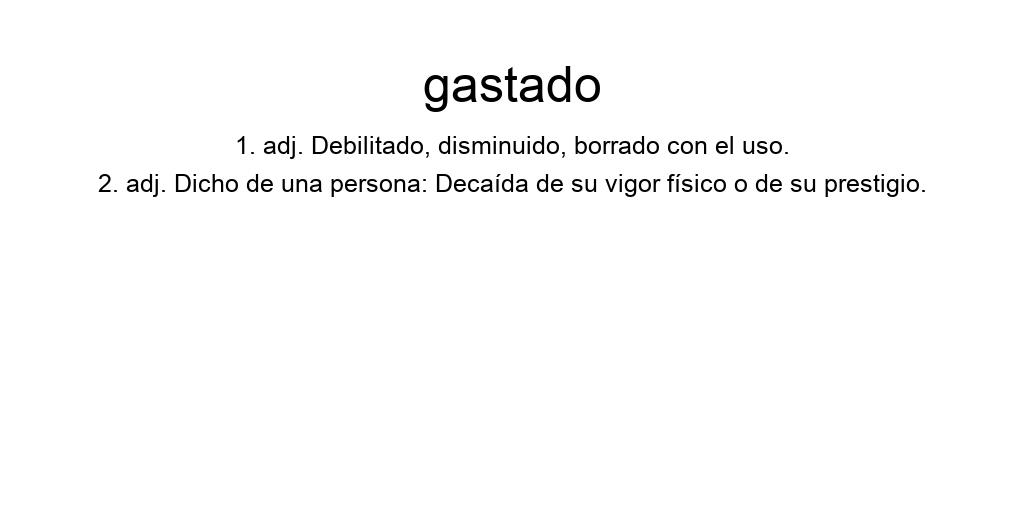 gastado
1. adj. Debilitado, disminuido, borrado con el uso.
2. adj. Dicho de una persona: Decaída de su vigor físico o de su prestigio.